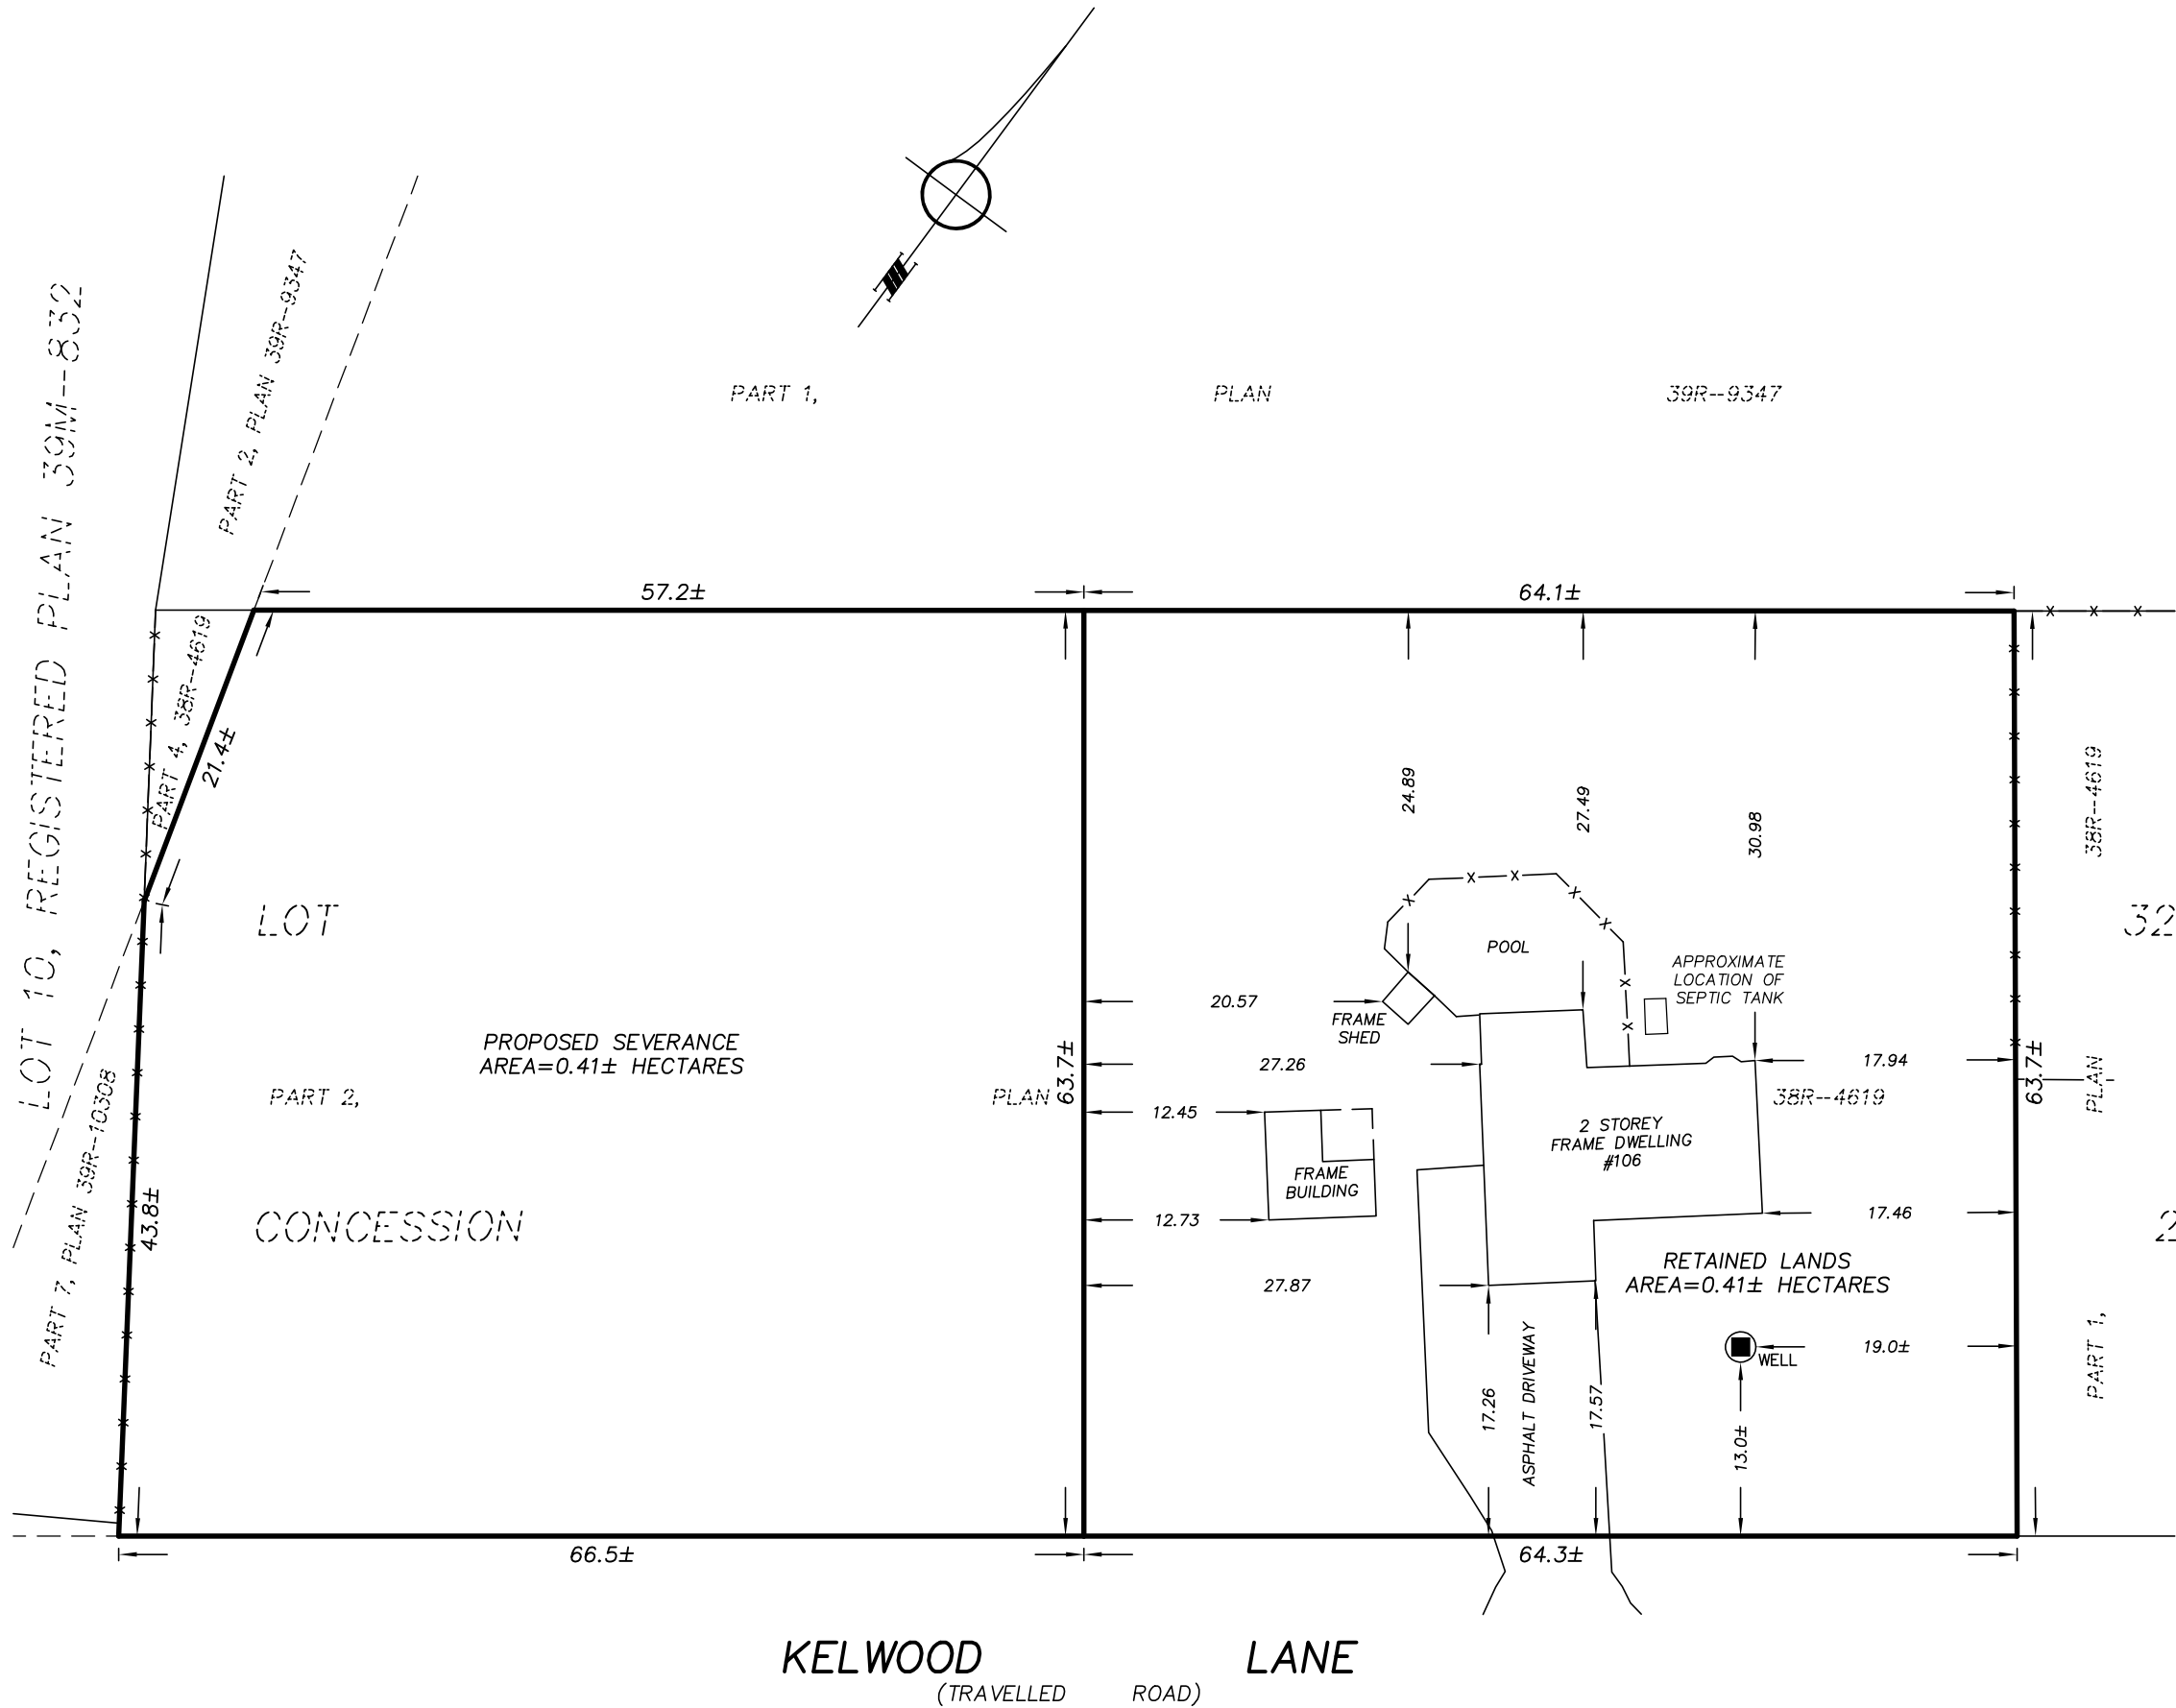 LOT 10, REGISTERED PLAN 39M--832
PART 2, PLAN 39R--9347
PART 1, PLAN 39R--9347
57.2±
64.1±
PART 4, 38R--4619
21.4±
24.89
27.49
30.98
38R--4619
LOT
32
POOL
APPROXIMATE
LOCATION OF
SEPTIC TANK
20.57
FRAME
SHED
PROPOSED SEVERANCE
AREA=0.41± HECTARES
63.7±
27.26
17.94
63.7±
PART 2, PLAN 38R--4619
PLAN
12.45
2 STOREY
FRAME DWELLING
#106
FRAME
BUILDING
PART 7, PLAN 39R--10308
43.8±
CONCESSION
2
12.73
17.46
RETAINED LANDS
AREA=0.41± HECTARES
27.87
PART 1,
ASPHALT DRIVEWAY
19.0±
WELL
17.26
17.57
13.0±
66.5±
64.3±
KELWOOD LANE
(TRAVELLED ROAD)